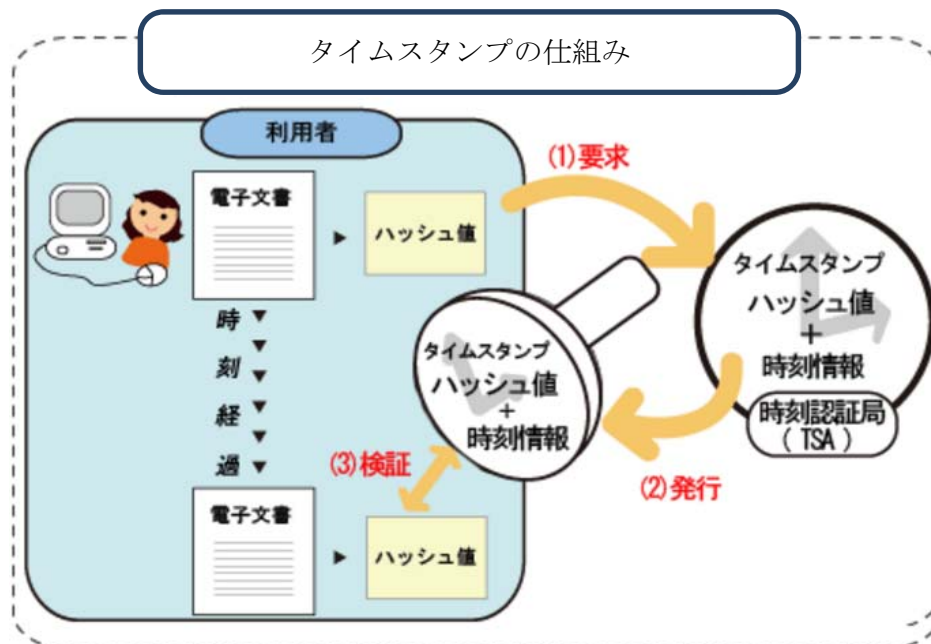 タイムスタンプの仕組み
利用者
電子文書
ハッシュ値
(1)要求
タイムスタンプ
ハッシュ値
+
時刻情報
時刻認証局
(TSA)
タイムスタンプ
ハッシュ値
+
時刻情報
(2)発行
時
刻
経
過
(3)検証
電子文書
ハッシュ値